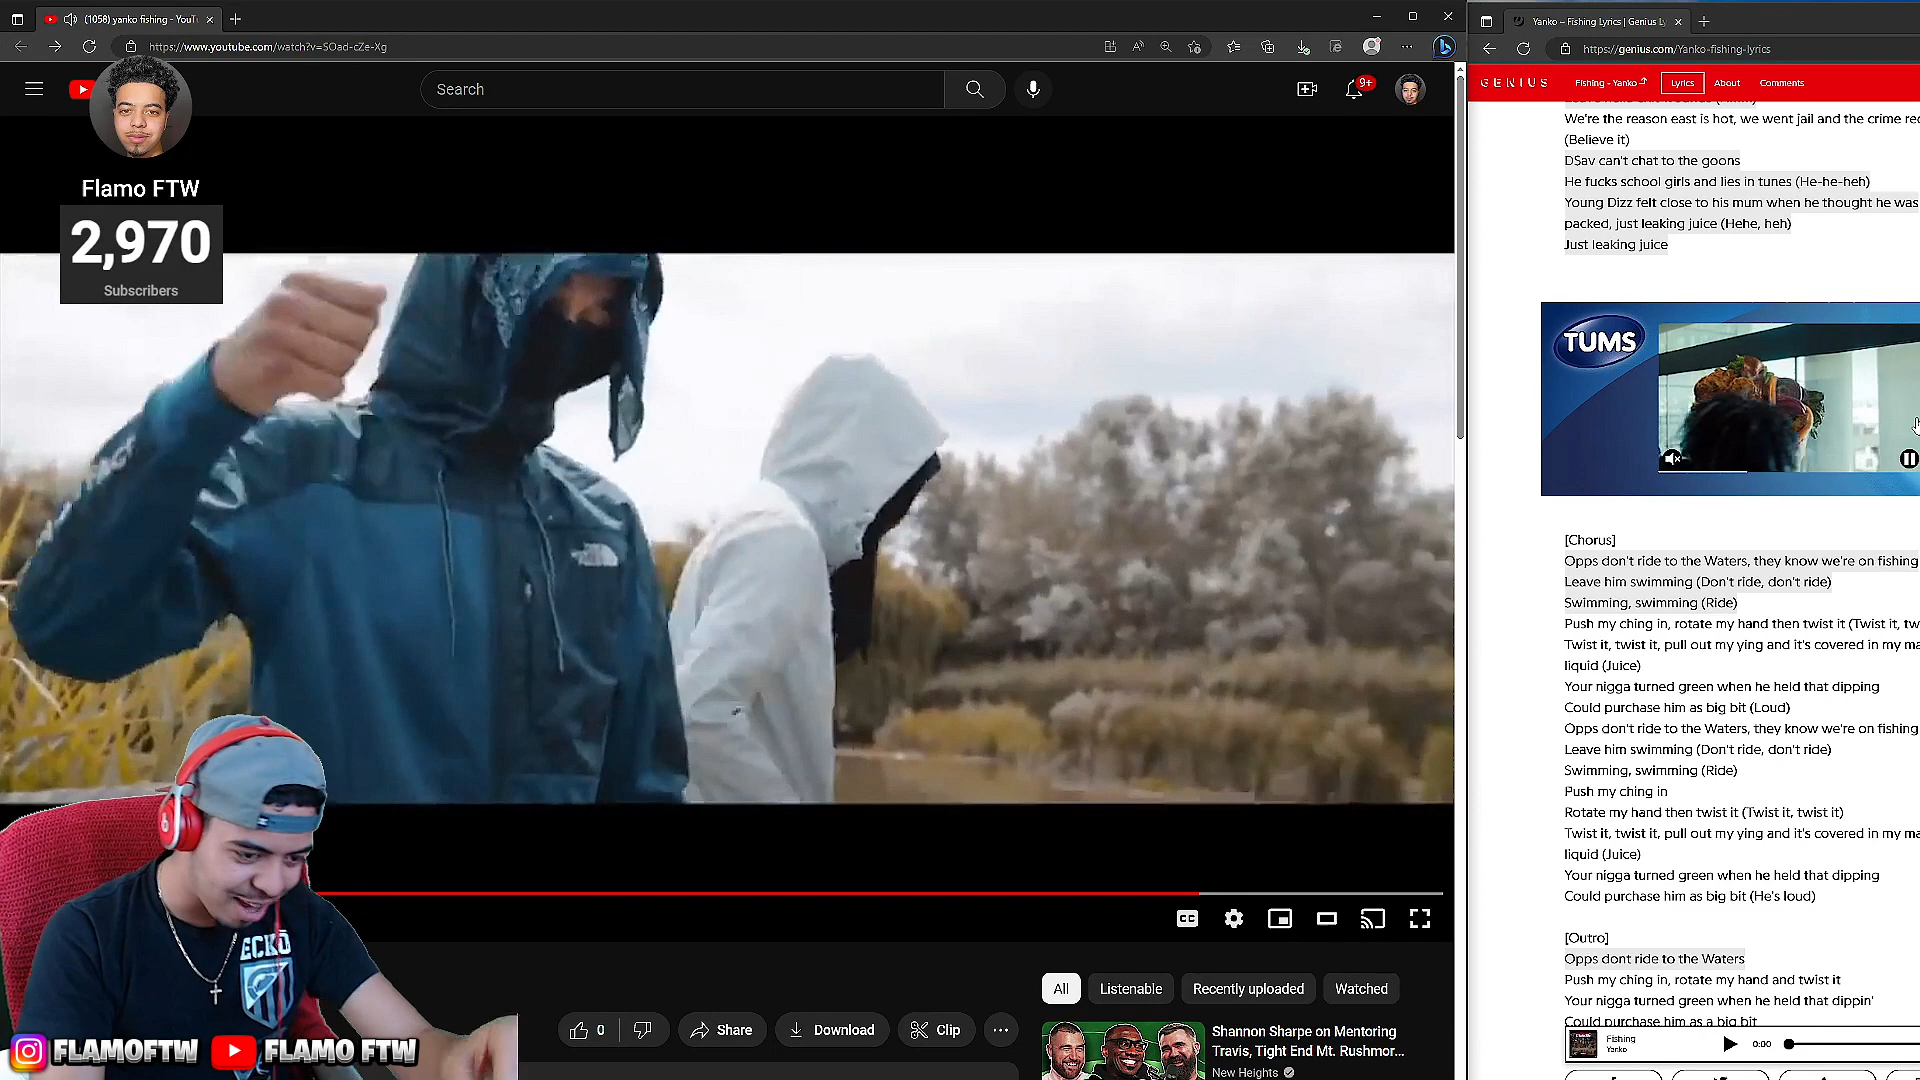 (1058) yanko fishing - YouTu
https://www.youtube.com/watch?v=SOad-cZe-Xg
Search
9+
Flamo FTW
2,970
Subscribers
ECKŌ
FLAMOFTW
FLAMO FTW
0
Share
Download
Clip
All
Listenable
Recently uploaded
Watched
Shannon Sharpe on Mentoring
Travis, Tight End Mt. Rushmor...
New Heights
Yanko – Fishing Lyrics | Genius Ly
https://genius.com/Yanko-fishing-lyrics
GENIUS
Fishing - Yanko
Lyrics
About
Comments
We're the reason east is hot, we went jail and the crime re
(Believe it)
DSav can't chat to the goons
He fucks school girls and lies in tunes (He-he-heh)
Young Dizz felt close to his mum when he thought he was
packed, just leaking juice (Hehe, heh)
Just leaking juice
TUMS
[Chorus]
Opps don't ride to the Waters, they know we're on fishing
Leave him swimming (Don't ride, don't ride)
Swimming, swimming (Ride)
Push my ching in, rotate my hand then twist it (Twist it, tw
Twist it, twist it, pull out my ying and it's covered in my ma
liquid (Juice)
Your nigga turned green when he held that dipping
Could purchase him as big bit (Loud)
Opps don't ride to the Waters, they know we're on fishing
Leave him swimming (Don't ride, don't ride)
Swimming, swimming (Ride)
Push my ching in
Rotate my hand then twist it (Twist it, twist it)
Twist it, twist it, pull out my ying and it's covered in my ma
liquid (Juice)
Your nigga turned green when he held that dipping
Could purchase him as big bit (He's loud)
[Outro]
Opps dont ride to the Waters
Push my ching in, rotate my hand and twist it
Your nigga turned green when he held that dippin'
Could purchase him as a big bit
Fishing
Yanko
0:00